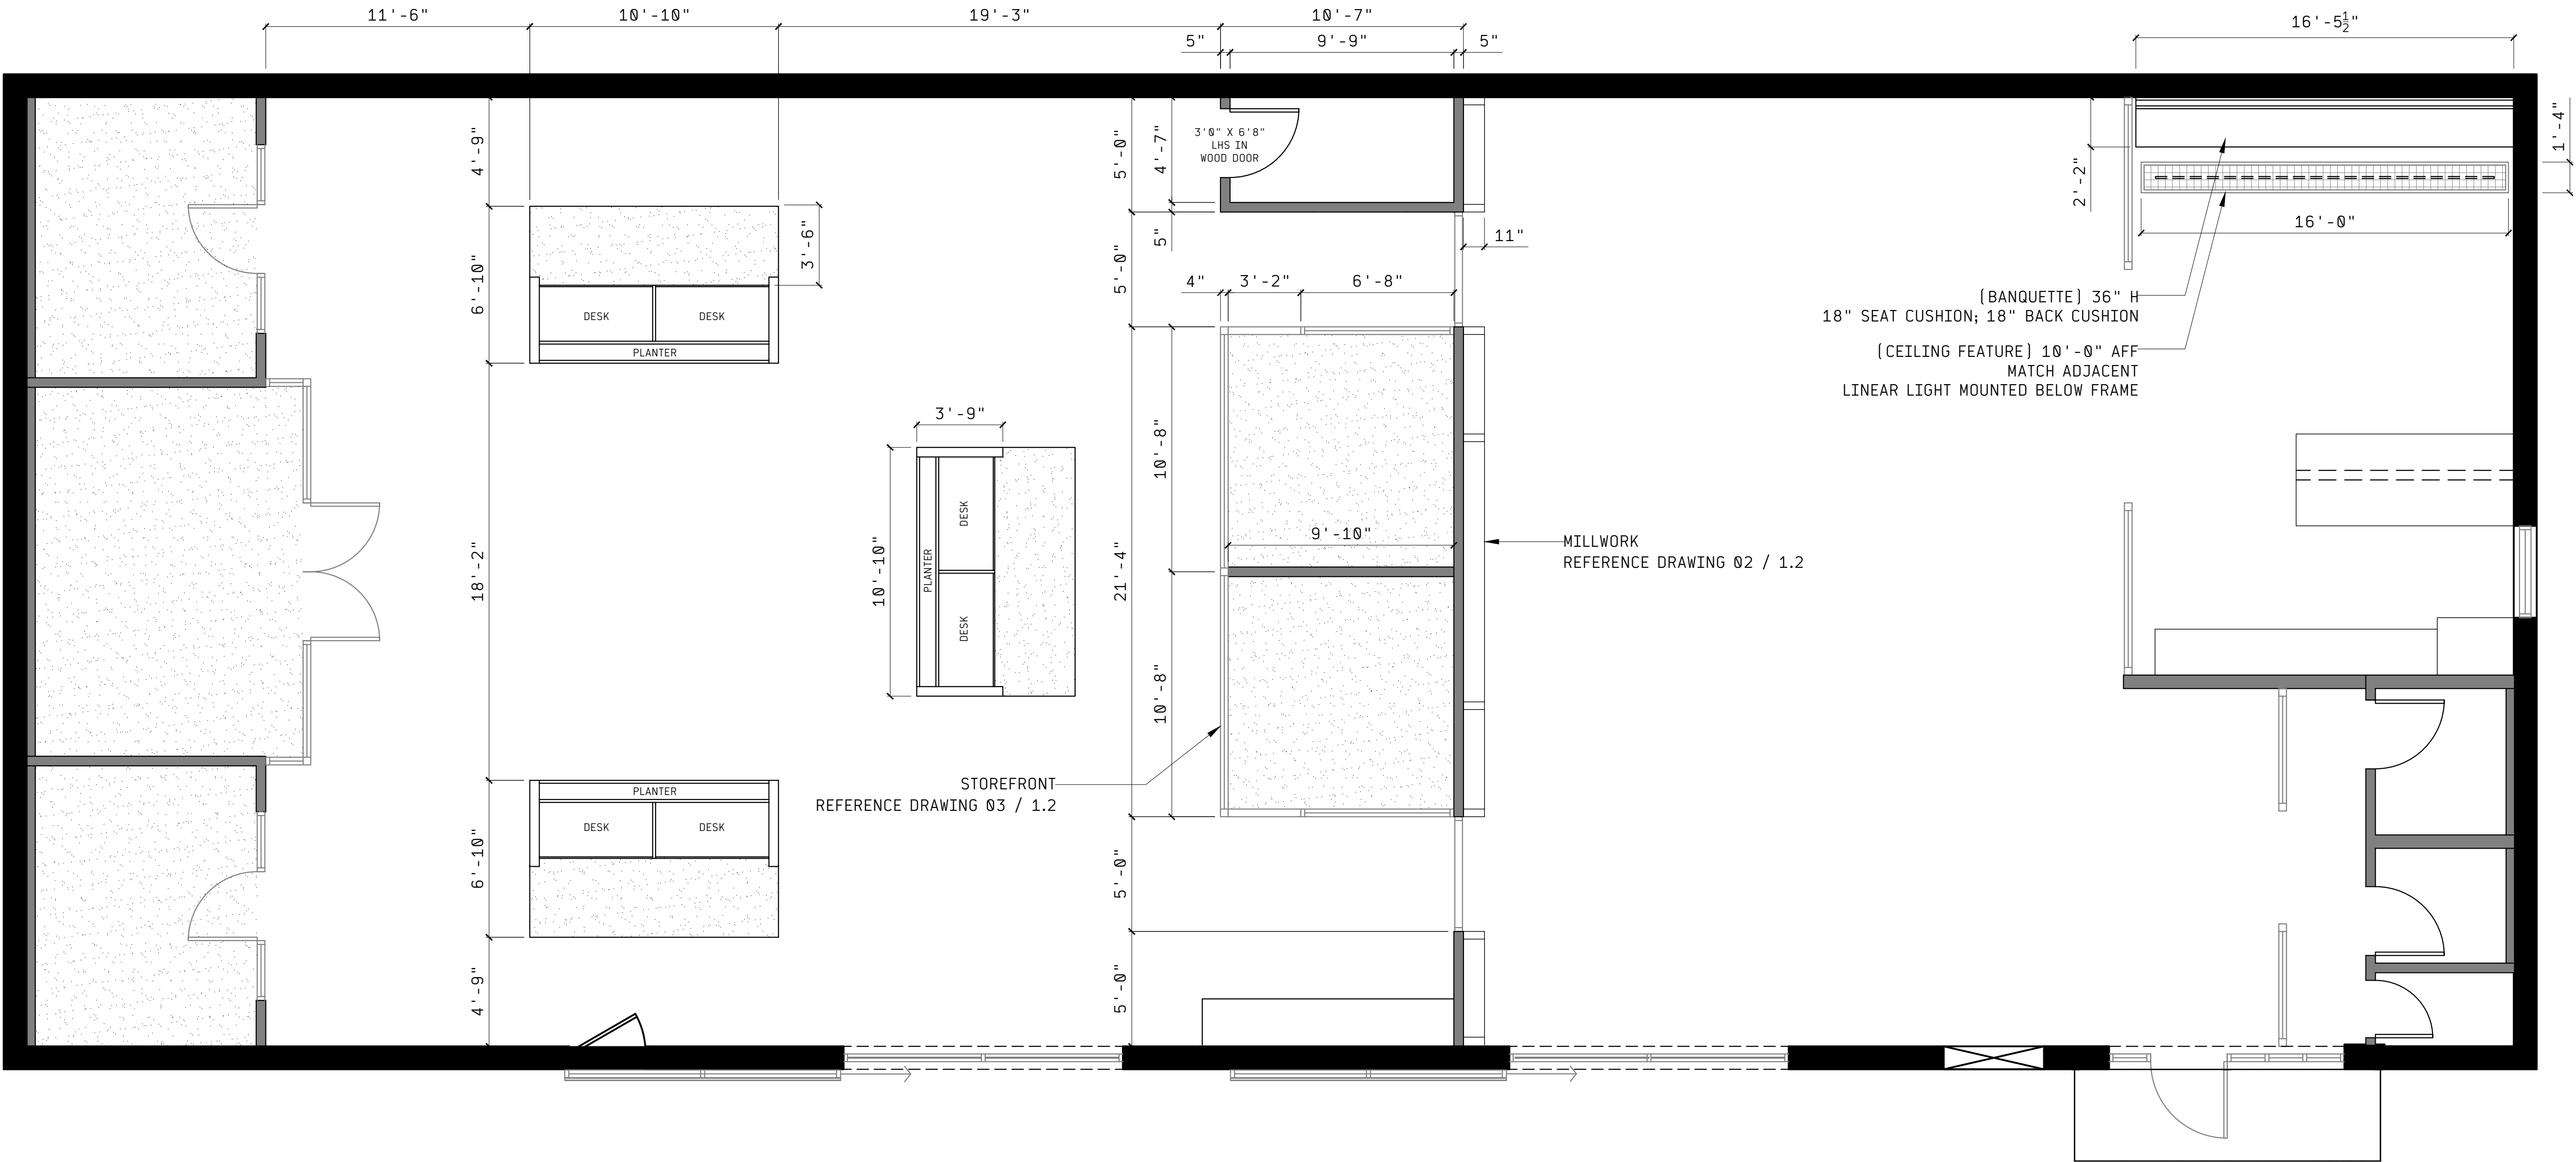 11'-6"
10'-10"
19'-3"
10'-7"
16'-5½"
5"
9'-9"
5"
4'-9"
5'-0"
4'-7"
3'0" X 6'8"
LHS IN
WOOD DOOR
1'-4"
2'-2"
16'-0"
3'-6"
6'-10"
5'-0"
5"
11"
4"
3'-2"
6'-8"
DESK
DESK
PLANTER
(BANQUETTE) 36" H
18" SEAT CUSHION; 18" BACK CUSHION
(CEILING FEATURE) 10'-0" AFF
MATCH ADJACENT
LINEAR LIGHT MOUNTED BELOW FRAME
3'-9"
10'-8"
DESK
9'-10"
MILLWORK
REFERENCE DRAWING 02 / 1.2
18'-2"
10'-10"
PLANTER
21'-4"
DESK
10'-8"
STOREFRONT
REFERENCE DRAWING 03 / 1.2
PLANTER
DESK
DESK
6'-10"
5'-0"
4'-9"
5'-0"